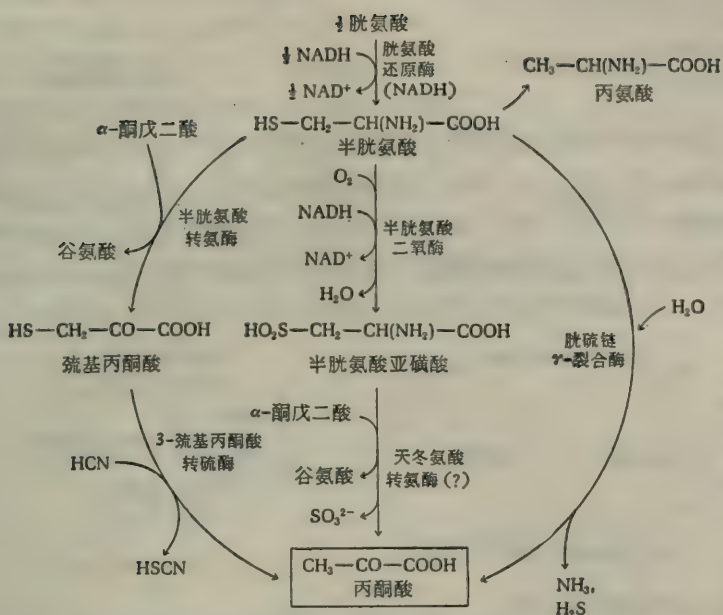 ½ 胱氨酸
½ NADH
胱氨酸
还原酶
(NADH)
½ NAD⁺
CH₃—CH(NH₂)—COOH
丙氨酸
α-酮戊二酸
HS—CH₂—CH(NH₂)—COOH
半胱氨酸
O₂
半胱氨酸
转氨酶
NADH
半胱氨酸
二氧酶
谷氨酸
NAD⁺
H₂O
H₂O
HS—CH₂—CO—COOH
巯基丙酮酸
HO₂S—CH₂—CH(NH₂)—COOH
半胱氨酸亚磺酸
胱硫链
γ-裂合酶
α-酮戊二酸
3-巯基丙酮酸
转硫酶
HCN
天冬氨酸
转氨酶(?)
谷氨酸
SO₃²⁻
HSCN
CH₃—CO—COOH
丙酮酸
NH₃,
H₂S